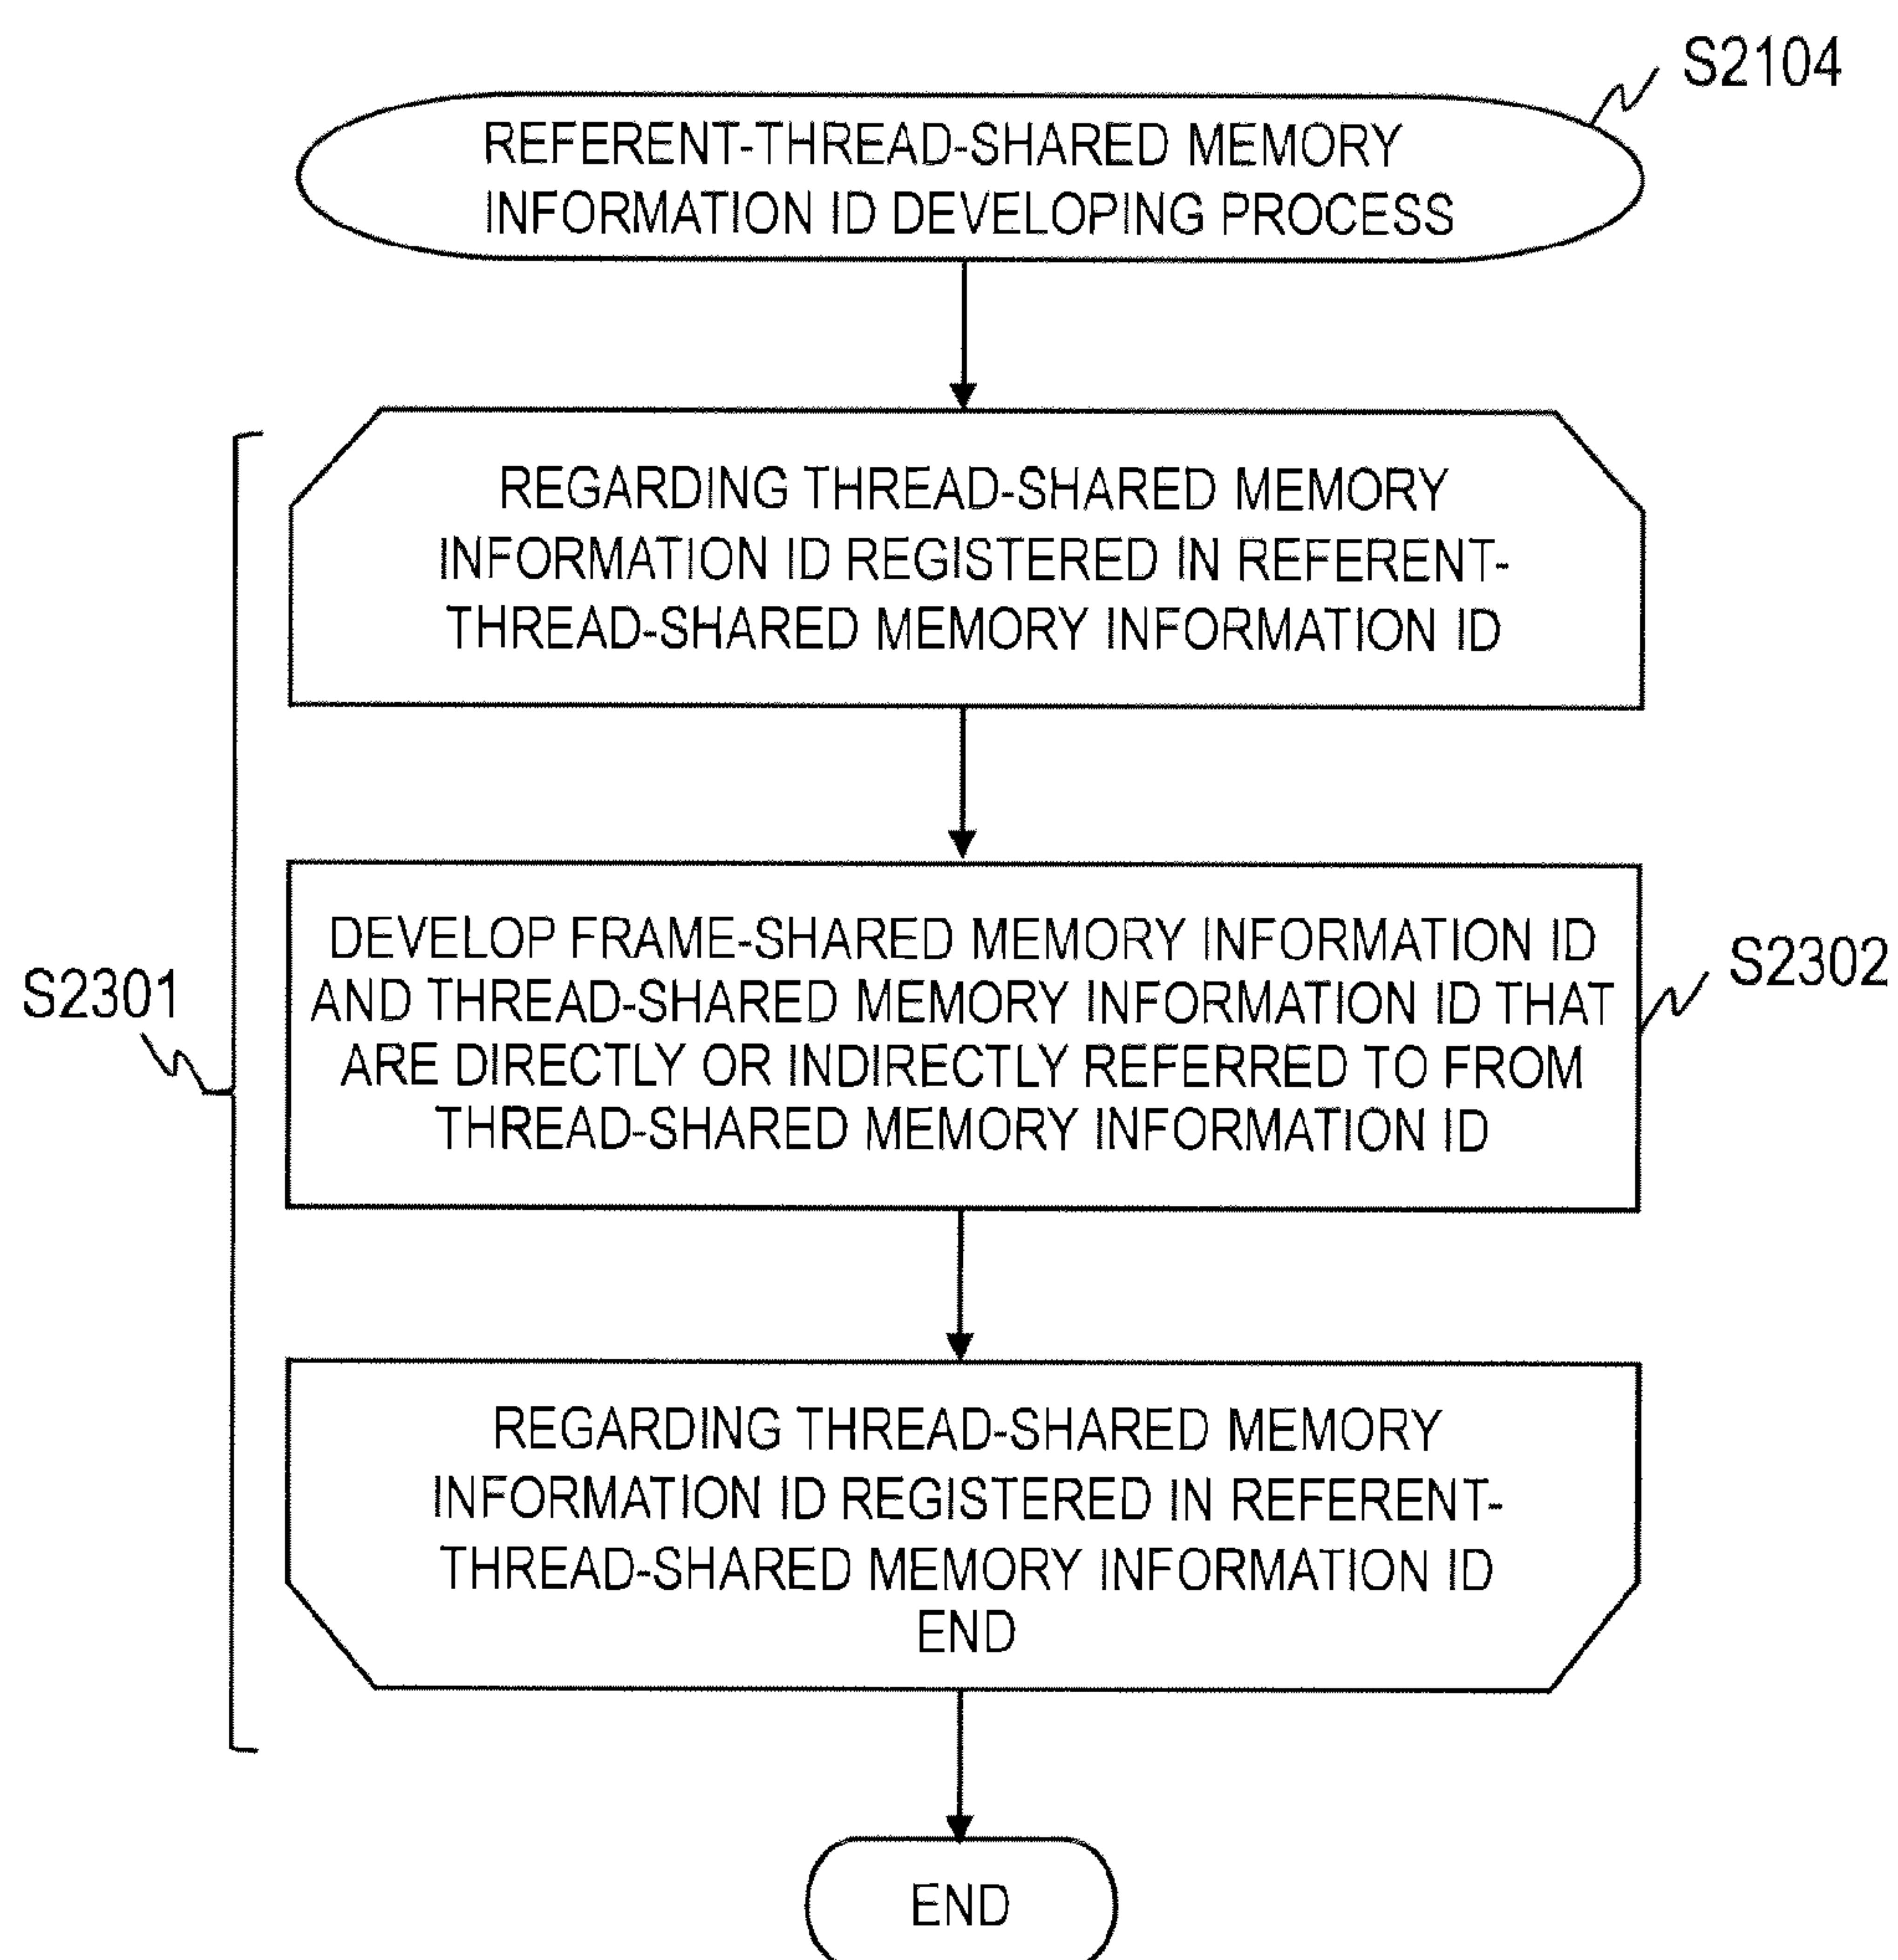 S2104
REFERENT-THREAD-SHARED MEMORY
INFORMATION ID DEVELOPING PROCESS
REGARDING THREAD-SHARED MEMORY
INFORMATION ID REGISTERED IN REFERENT-
THREAD-SHARED MEMORY INFORMATION ID
S2301
DEVELOP FRAME-SHARED MEMORY INFORMATION ID
AND THREAD-SHARED MEMORY INFORMATION ID THAT
ARE DIRECTLY OR INDIRECTLY REFERRED TO FROM
THREAD-SHARED MEMORY INFORMATION ID
S2302
REGARDING THREAD-SHARED MEMORY
INFORMATION ID REGISTERED IN REFERENT-
THREAD-SHARED MEMORY INFORMATION ID
END
END